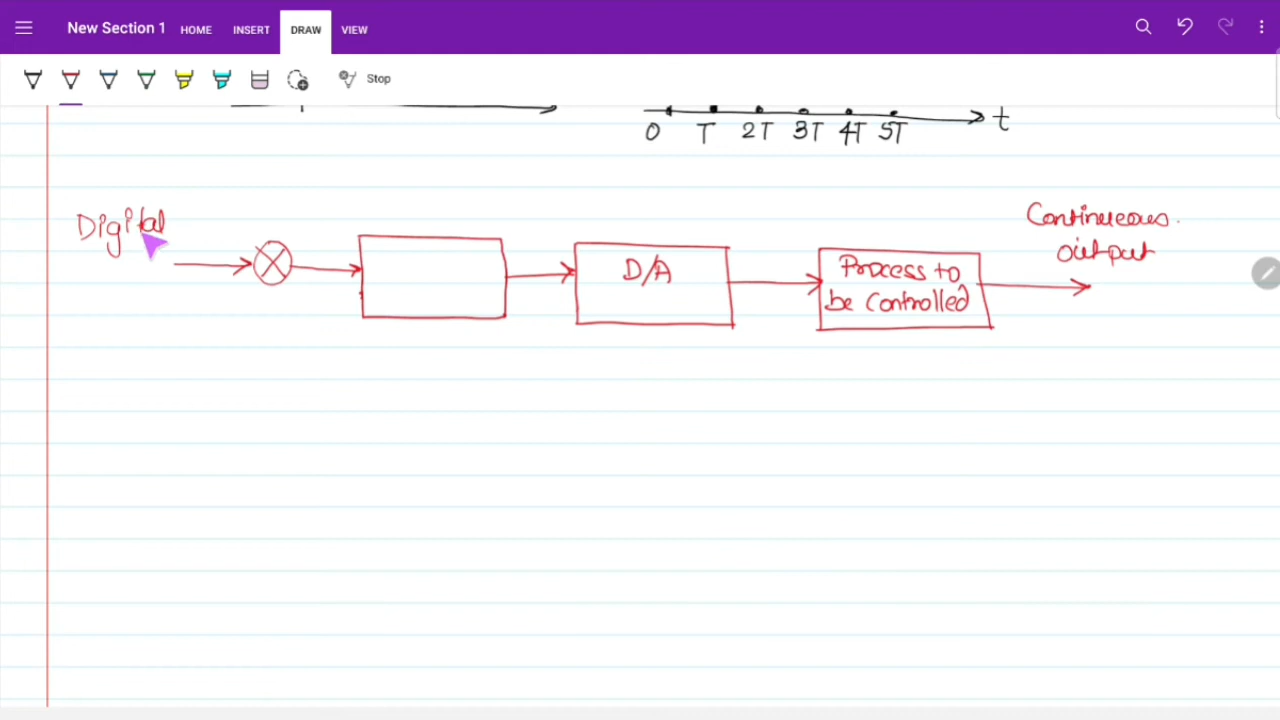 New Section 1 HOME INSERT DRAW VIEW
Stop
0 T 2T 3T 4T 5T t
Digital
D/A
Process to
be Controlled
Continueous
output